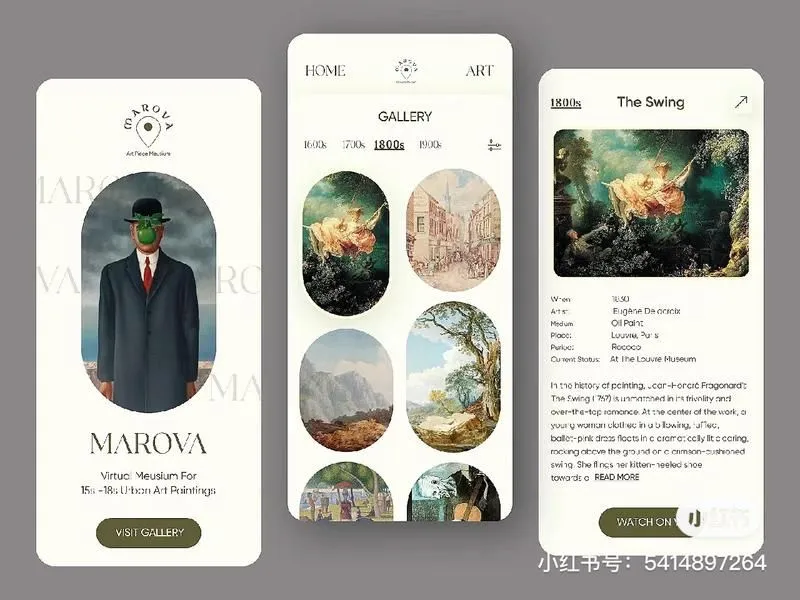 MAROVA
Art Piece Meusium
MAROVA
Virtual Meusium For
15s -18s Urban Art Paintings
VISIT GALLERY
HOME
MAROVA
ART
GALLERY
1600s
1700s
1800s
1900s
1800s
The Swing
When:
1830
Artist:
Eugène Delacroix
Medium:
Oil Paint
Place:
Louvre, Paris
Period:
Rococo
Current Status:
At The Louvre Museum
In the history of painting, Jean-Honoré Fragonard's
The Swing (1767) is unmatched in its frivolity and
over-the-top romance. At the center of the work, a
young woman clothed in a billowing, ruffled,
ballet-pink dress floats in a dramatically lit clearing,
rocking above the ground on a crimson-cushioned
swing. She flings her kitten-heeled shoe
towards a READ MORE
WATCH ON
小红书号：5414897264